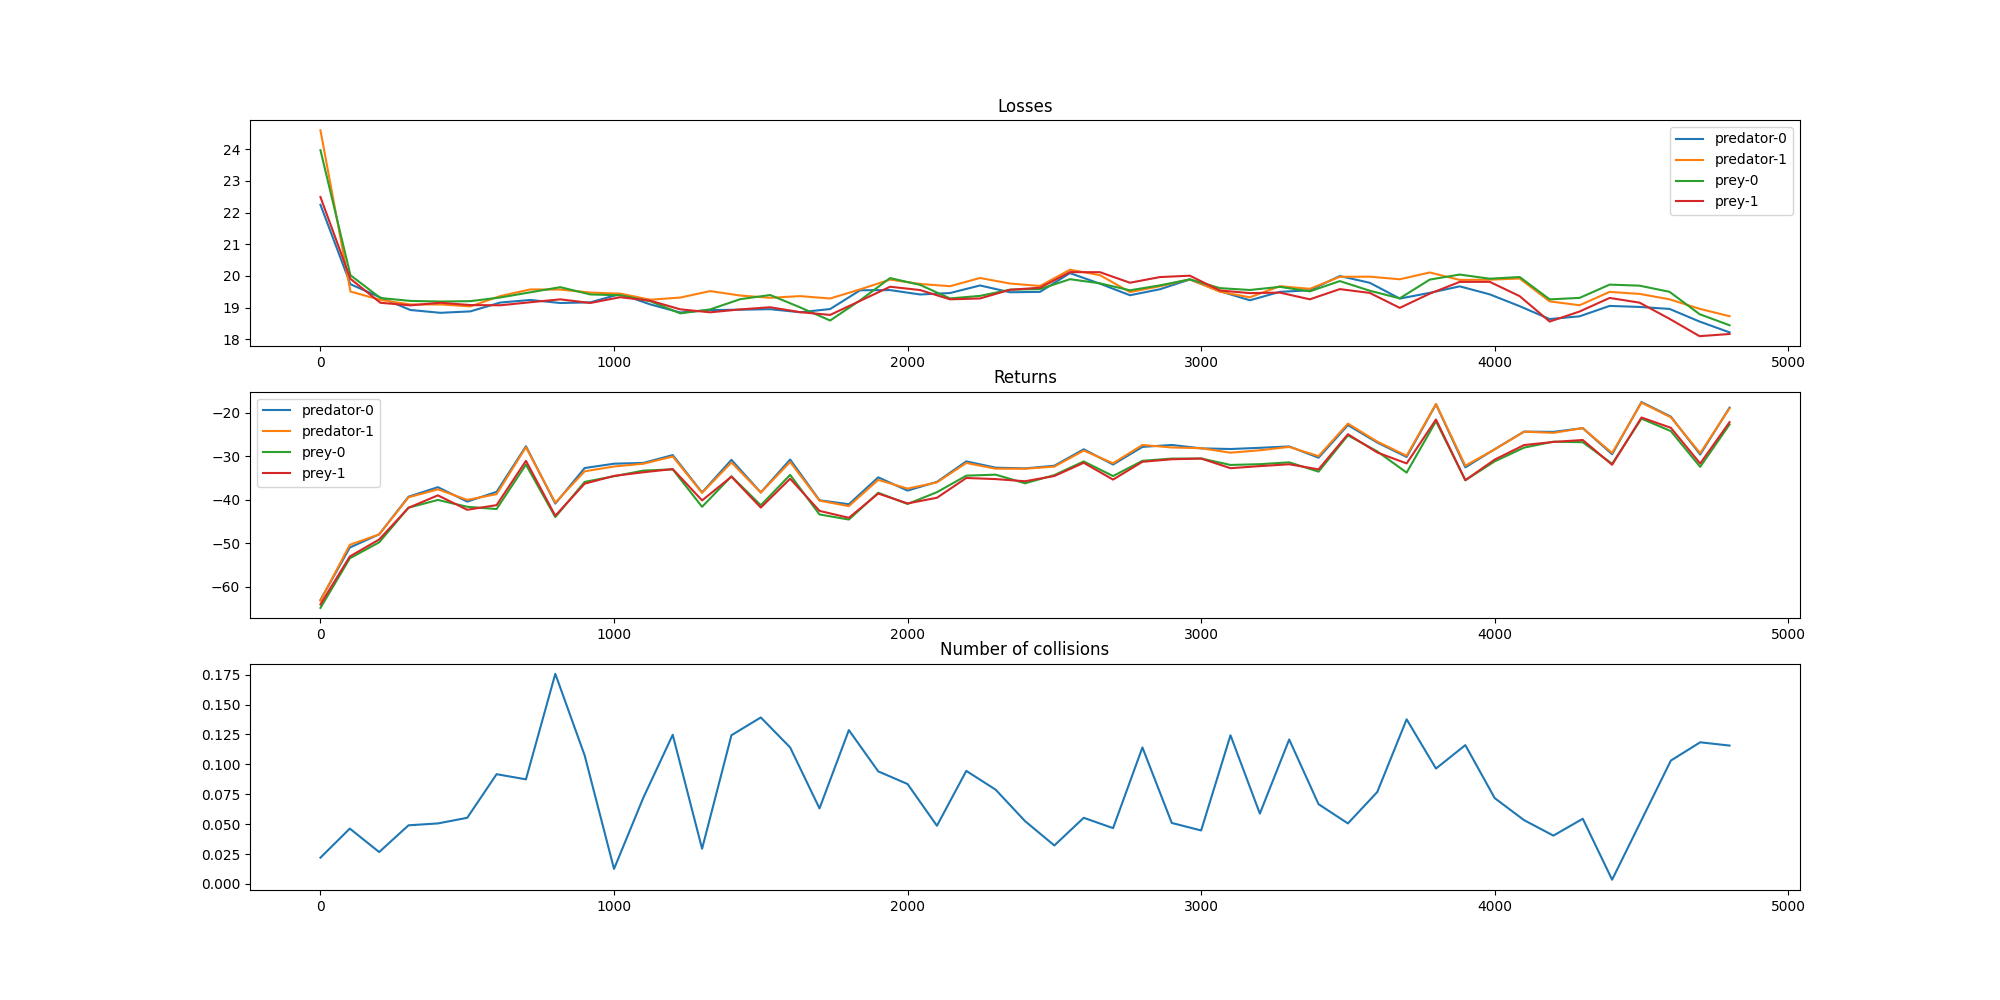 Losses
24
23
22
21
20
19
18
predator-0
predator-1
prey-0
prey-1
0 1000 2000 3000 4000 5000
Returns
−20
−30
−40
−50
−60
predator-0
predator-1
prey-0
prey-1
0 1000 2000 3000 4000 5000
Number of collisions
0.175
0.150
0.125
0.100
0.075
0.050
0.025
0.000
0 1000 2000 3000 4000 5000